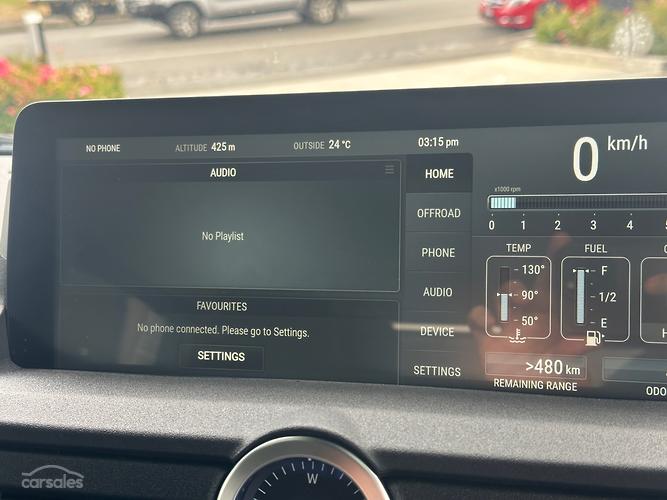 NO PHONE
ALTITUDE 425 m
OUTSIDE 24 °C
03:15 pm
AUDIO
No Playlist
FAVOURITES
No phone connected. Please go to Settings.
SETTINGS
HOME
OFFROAD
PHONE
AUDIO
DEVICE
SETTINGS
0 km/h
x1000 rpm
0 1 2 3 4
TEMP
130°
90°
50°
FUEL
F
1/2
E
>480 km
REMAINING RANGE
ODO
W
carsales